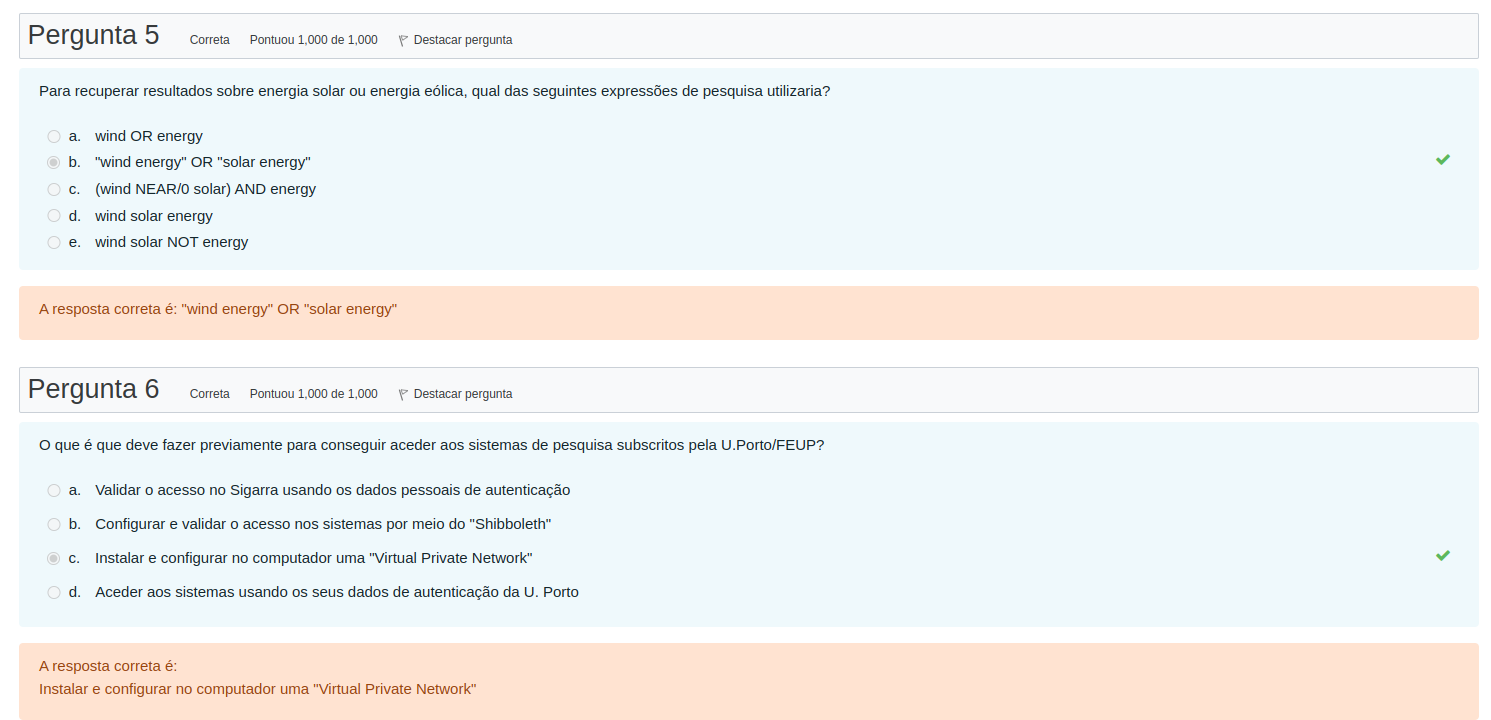 Pergunta 5 Correta Pontuou 1,000 de 1,000 Destacar pergunta
Para recuperar resultados sobre energia solar ou energia eólica, qual das seguintes expressões de pesquisa utilizaria?
a. wind OR energy
b. "wind energy" OR "solar energy"
c. (wind NEAR/0 solar) AND energy
d. wind solar energy
e. wind solar NOT energy
A resposta correta é: "wind energy" OR "solar energy"
Pergunta 6 Correta Pontuou 1,000 de 1,000 Destacar pergunta
O que é que deve fazer previamente para conseguir aceder aos sistemas de pesquisa subscritos pela U.Porto/FEUP?
a. Validar o acesso no Sigarra usando os dados pessoais de autenticação
b. Configurar e validar o acesso nos sistemas por meio do "Shibboleth"
c. Instalar e configurar no computador uma "Virtual Private Network"
d. Aceder aos sistemas usando os seus dados de autenticação da U. Porto
A resposta correta é:
Instalar e configurar no computador uma "Virtual Private Network"